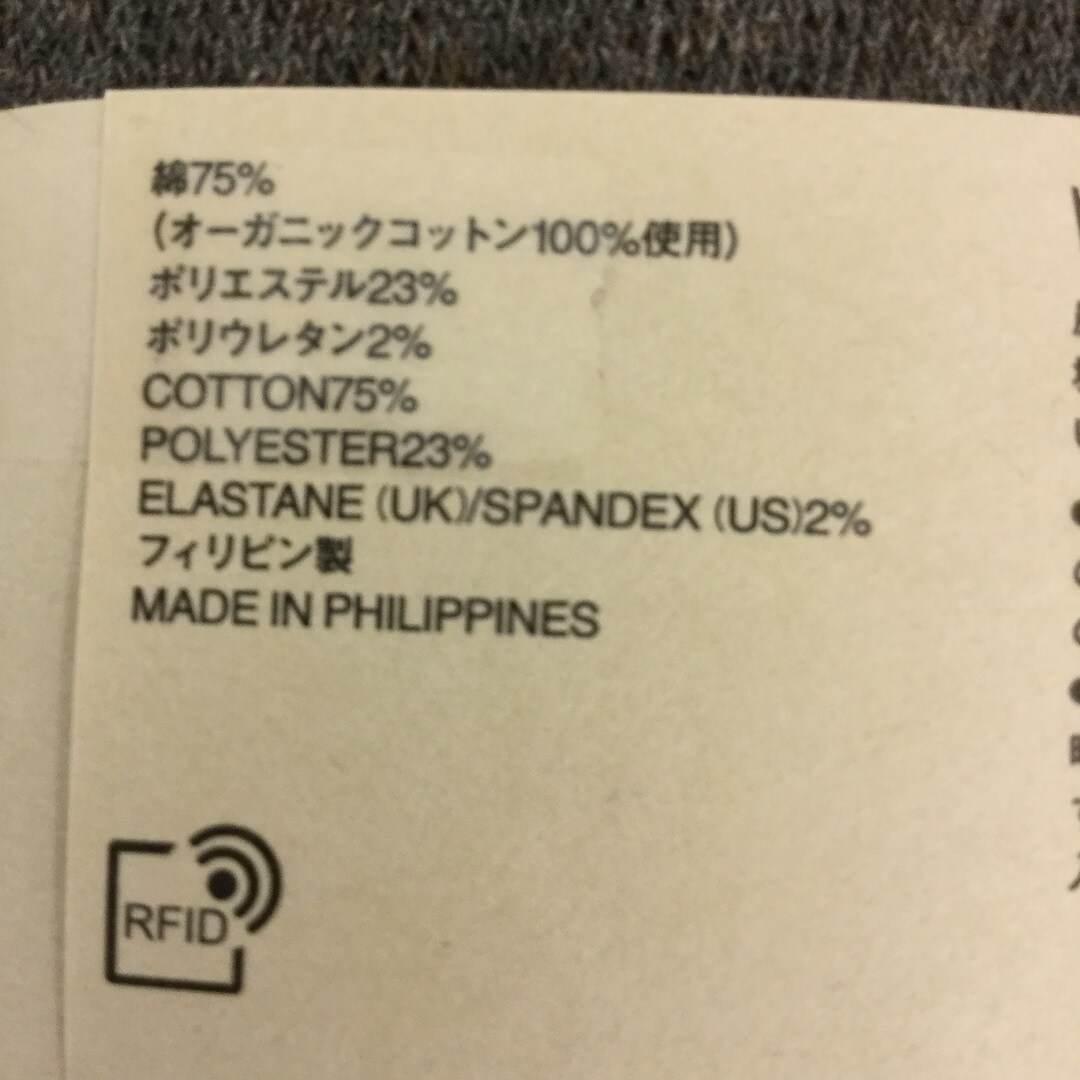 綿75%
(オーガニックコットン100%使用)
ポリエステル23%
ポリウレタン2%
COTTON75%
POLYESTER23%
ELASTANE (UK)/SPANDEX (US)2%
フィリピン製
MADE IN PHILIPPINES
RFID